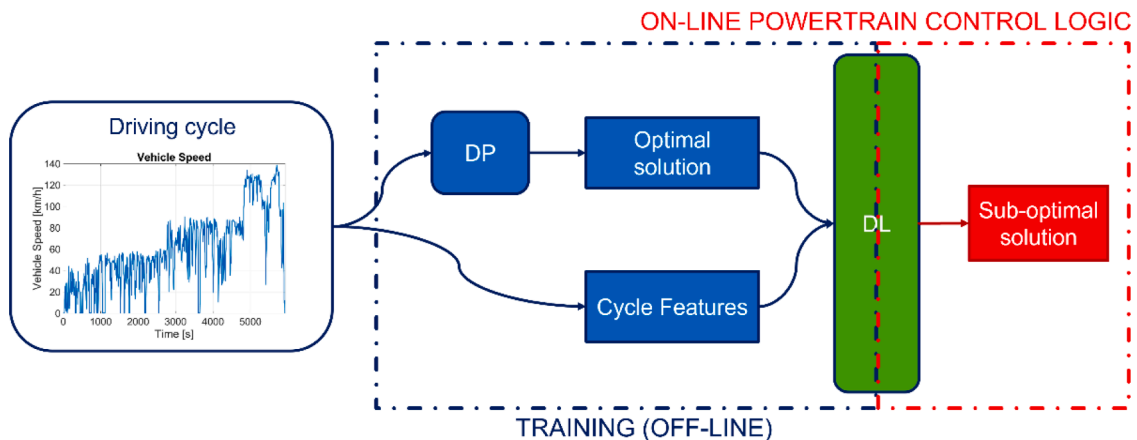 ON-LINE POWERTRAIN CONTROL LOGIC
Driving cycle
Vehicle Speed
Vehicle Speed [km/h]
140
120
100
80
60
40
20
0
0 1000 2000 3000 4000 5000
Time [s]
DP
Optimal
solution
Cycle Features
DL
Sub-optimal
solution
TRAINING (OFF-LINE)